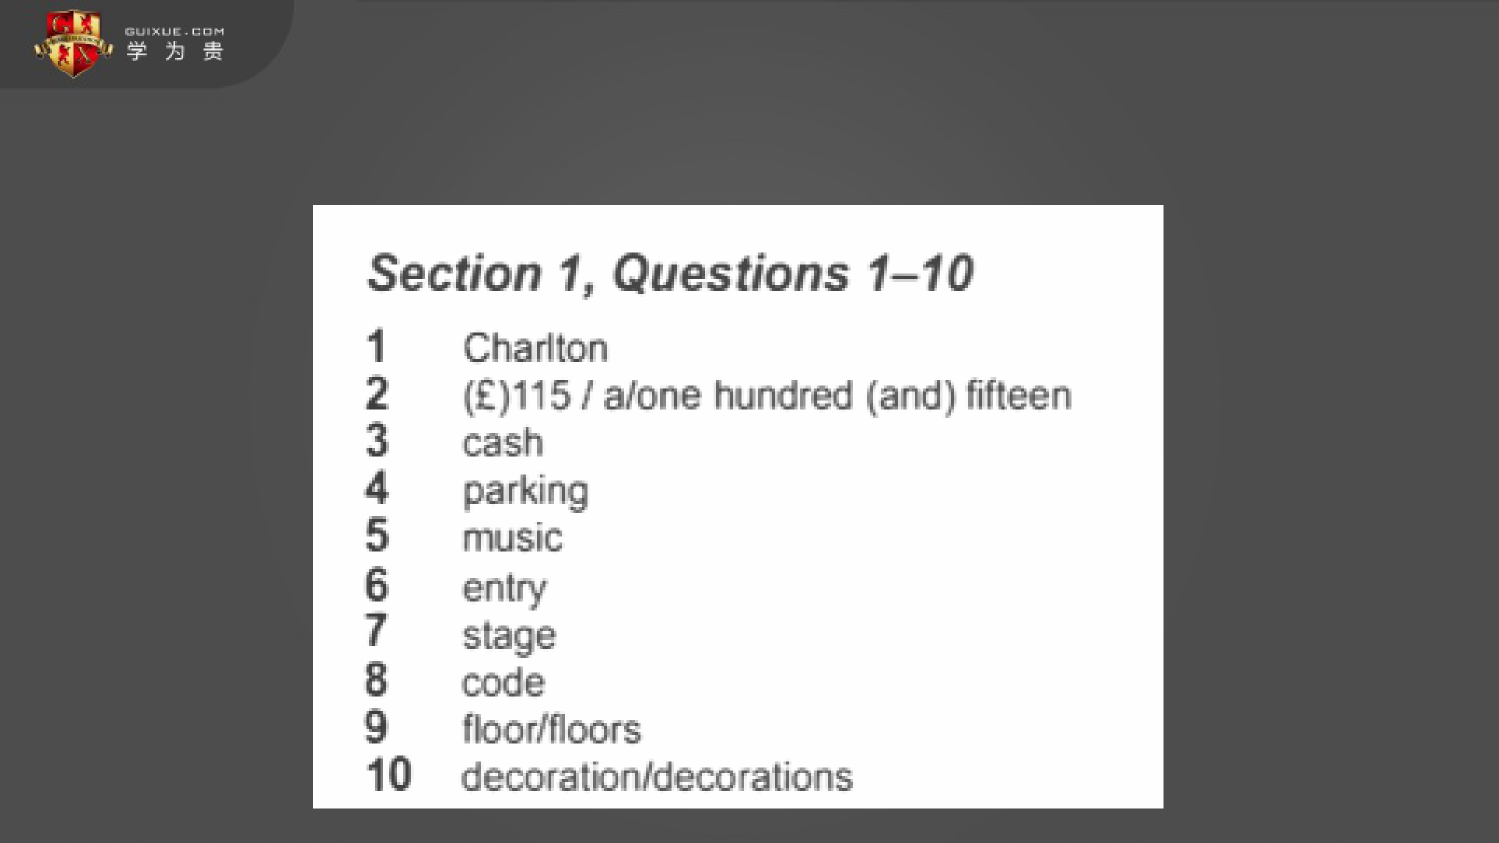 GUIXUE.COM
学为贵
Section 1, Questions 1–10
1 Charlton
2 (£)115 / a/one hundred (and) fifteen
3 cash
4 parking
5 music
6 entry
7 stage
8 code
9 floor/floors
10 decoration/decorations